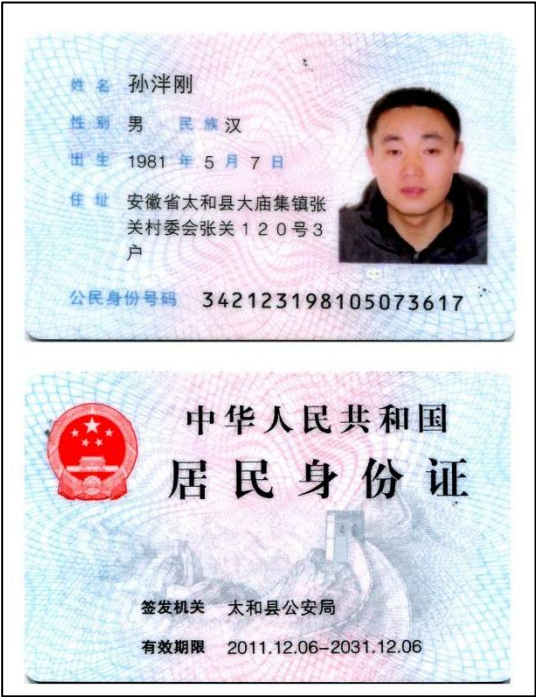 姓名 孙泮刚
性别 男 民族 汉
出生 1981 年 5 月 7 日
住址 安徽省太和县大庙集镇张
关村委会张关120号3
户
公民身份号码 342123198105073617
中华人民共和国
居民身份证
签发机关 太和县公安局
有效期限 2011.12.06-2031.12.06